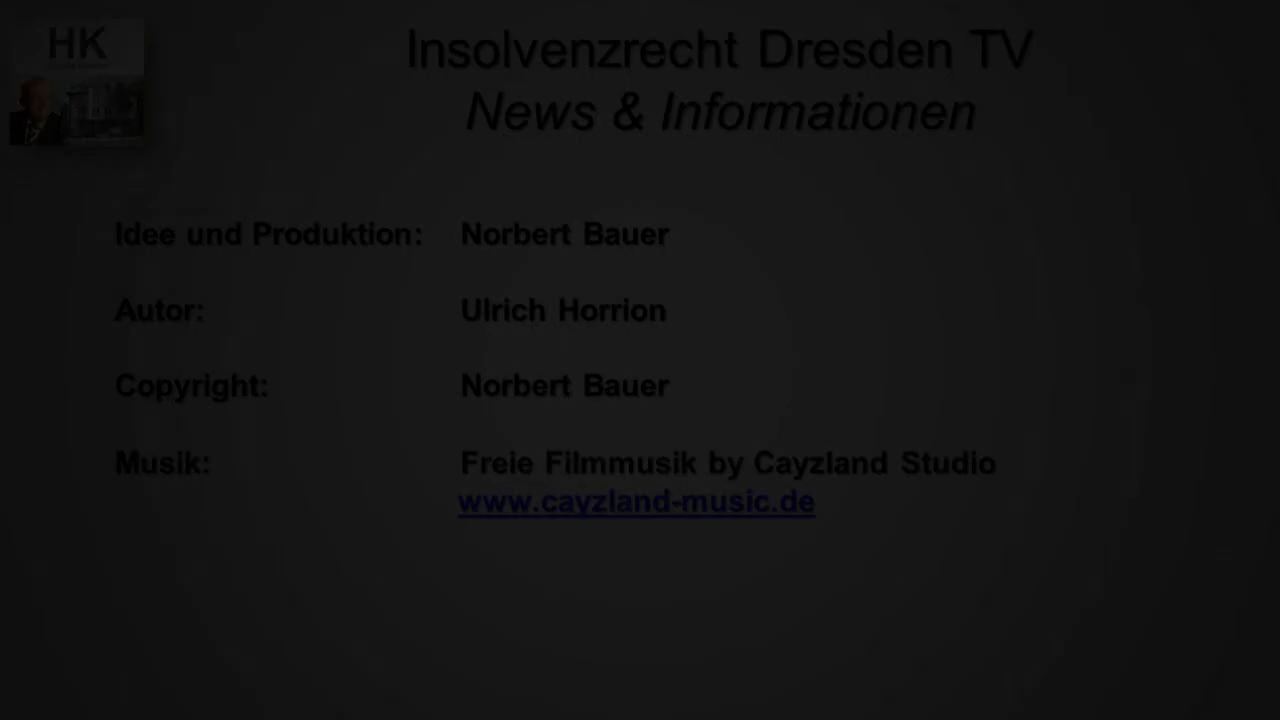 HK
Insolvenzrecht Dresden TV
News & Informationen
Idee und Produktion: Norbert Bauer
Autor: Ulrich Horrion
Copyright: Norbert Bauer
Musik: Freie Filmmusik by Cayzland Studio
www.cayzland-music.de